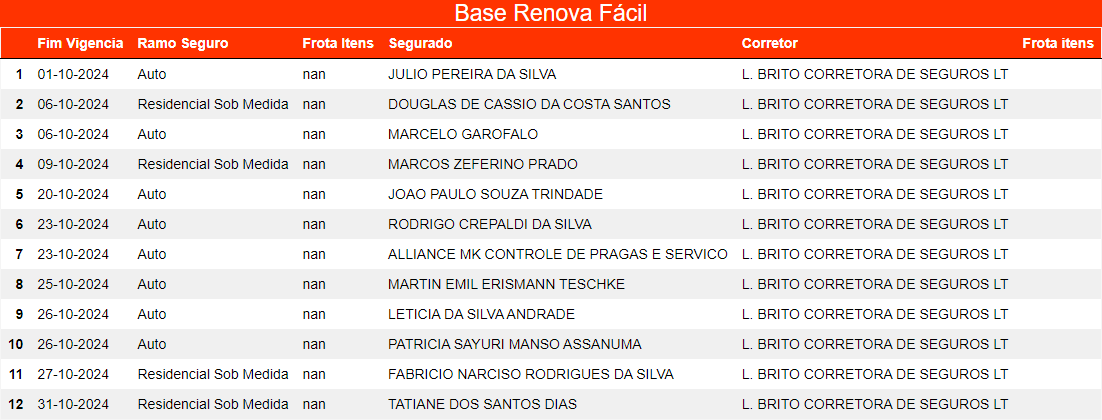 Base Renova Fácil
Fim Vigencia Ramo Seguro Frota Itens Segurado Corretor Frota itens
1 01-10-2024 Auto nan JULIO PEREIRA DA SILVA L. BRITO CORRETORA DE SEGUROS LT
2 06-10-2024 Residencial Sob Medida nan DOUGLAS DE CASSIO DA COSTA SANTOS L. BRITO CORRETORA DE SEGUROS LT
3 06-10-2024 Auto nan MARCELO GAROFALO L. BRITO CORRETORA DE SEGUROS LT
4 09-10-2024 Residencial Sob Medida nan MARCOS ZEFERINO PRADO L. BRITO CORRETORA DE SEGUROS LT
5 20-10-2024 Auto nan JOAO PAULO SOUZA TRINDADE L. BRITO CORRETORA DE SEGUROS LT
6 23-10-2024 Auto nan RODRIGO CREPALDI DA SILVA L. BRITO CORRETORA DE SEGUROS LT
7 23-10-2024 Auto nan ALLIANCE MK CONTROLE DE PRAGAS E SERVICO L. BRITO CORRETORA DE SEGUROS LT
8 25-10-2024 Auto nan MARTIN EMIL ERISMANN TESCHKE L. BRITO CORRETORA DE SEGUROS LT
9 26-10-2024 Auto nan LETICIA DA SILVA ANDRADE L. BRITO CORRETORA DE SEGUROS LT
10 26-10-2024 Auto nan PATRICIA SAYURI MANSO ASSANUMA L. BRITO CORRETORA DE SEGUROS LT
11 27-10-2024 Residencial Sob Medida nan FABRICIO NARCISO RODRIGUES DA SILVA L. BRITO CORRETORA DE SEGUROS LT
12 31-10-2024 Residencial Sob Medida nan TATIANE DOS SANTOS DIAS L. BRITO CORRETORA DE SEGUROS LT